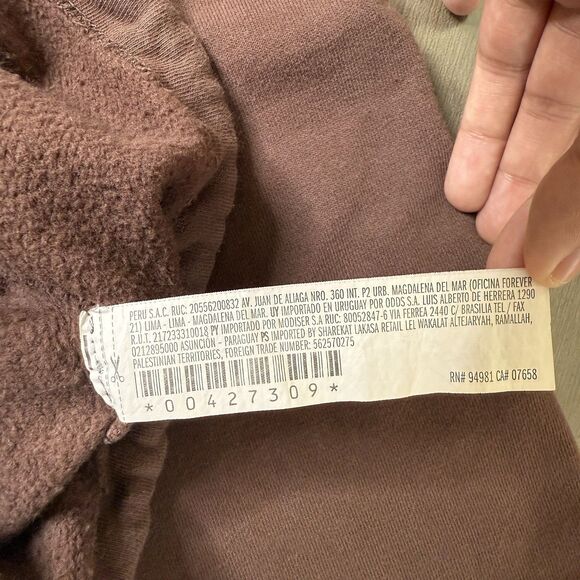 PERU S.A.C. RUC: 20556200832 AV. JUAN DE ALIAGA NRO. 360 INT. P2 URB. MAGDALENA DEL MAR (OFICINA FOREVER
21) LIMA - LIMA - MAGDALENA DEL MAR. UY IMPORTADO EN URUGUAY POR ODOS S.A. LUIS ALBERTO DE HERRERA 1290
R.U.T. 217233310018 PY IMPORTADO POR MODISER S.A RUC: 80052847-6 VIA FERREA 2440 C/ BRASILIA TEL / FAX
0212895000 ASUNCIÓN - PARAGUAY PS IMPORTED BY SHAREKAT LAKASA RETAIL LEL WAKALAT ALTEJARYAH, RAMALLAH,
PALESTINIAN TERRITORIES, FOREIGN TRADE NUMBER: 562570275
*00427309*
RN# 94981 CA# 07658